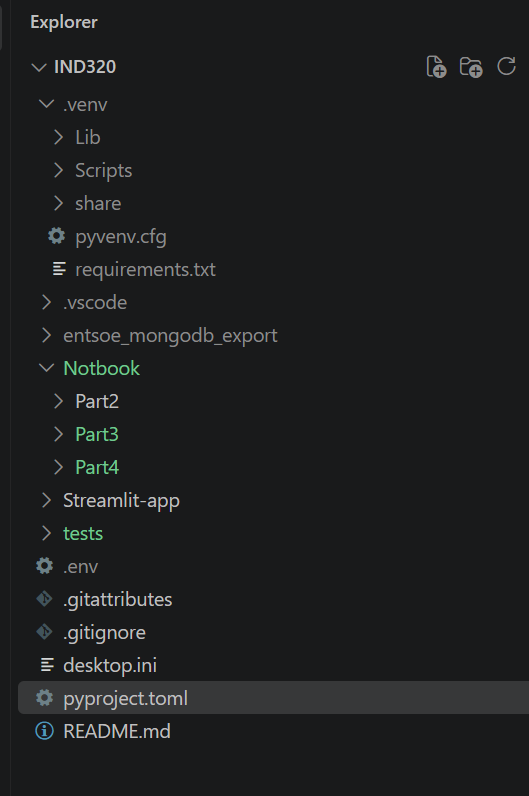 Explorer
IND320
.venv
Lib
Scripts
share
pyvenv.cfg
requirements.txt
.vscode
entsoe_mongodb_export
Notbook
Part2
Part3
Part4
Streamlit-app
tests
.env
.gitattributes
.gitignore
desktop.ini
pyproject.toml
README.md